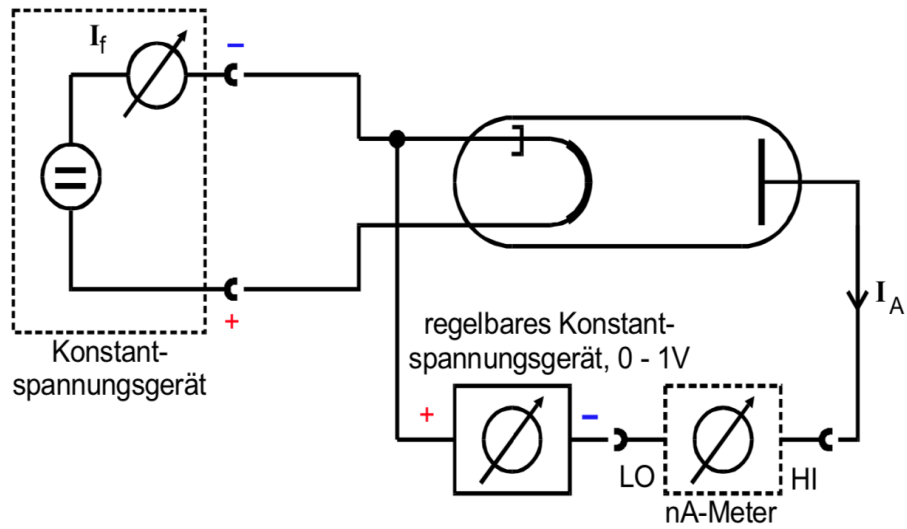 If
−
+
Konstant-
spannungsgerät
regelbares Konstant-
spannungsgerät, 0 - 1V
+
−
LO
HI
nA-Meter
IA